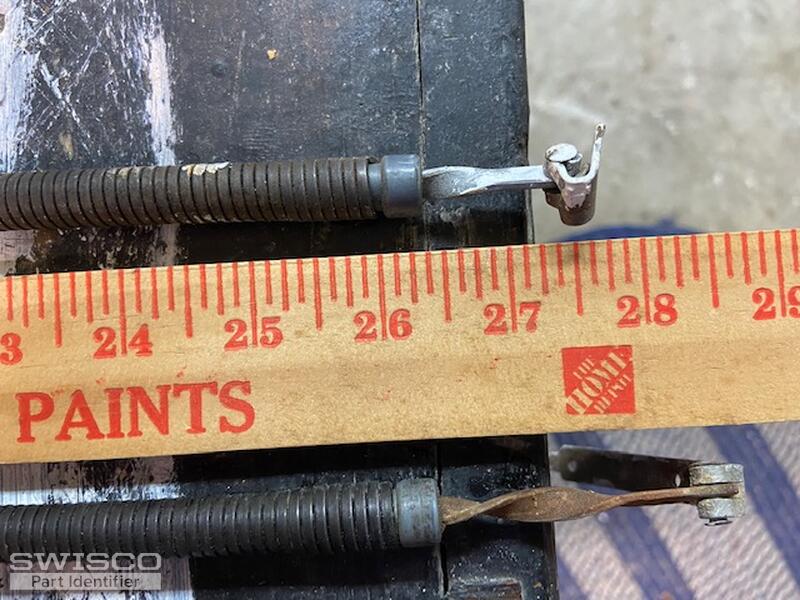 3 24 25 26 27 28 29
THE
HOME
DEPOT
PAINTS
SWISCO
Part Identifier